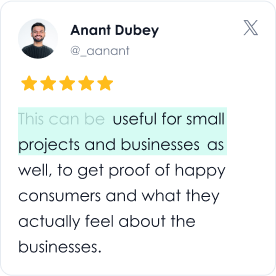 Anant Dubey
@_aanant
This can be useful for small
projects and businesses as
well, to get proof of happy
consumers and what they
actually feel about the
businesses.